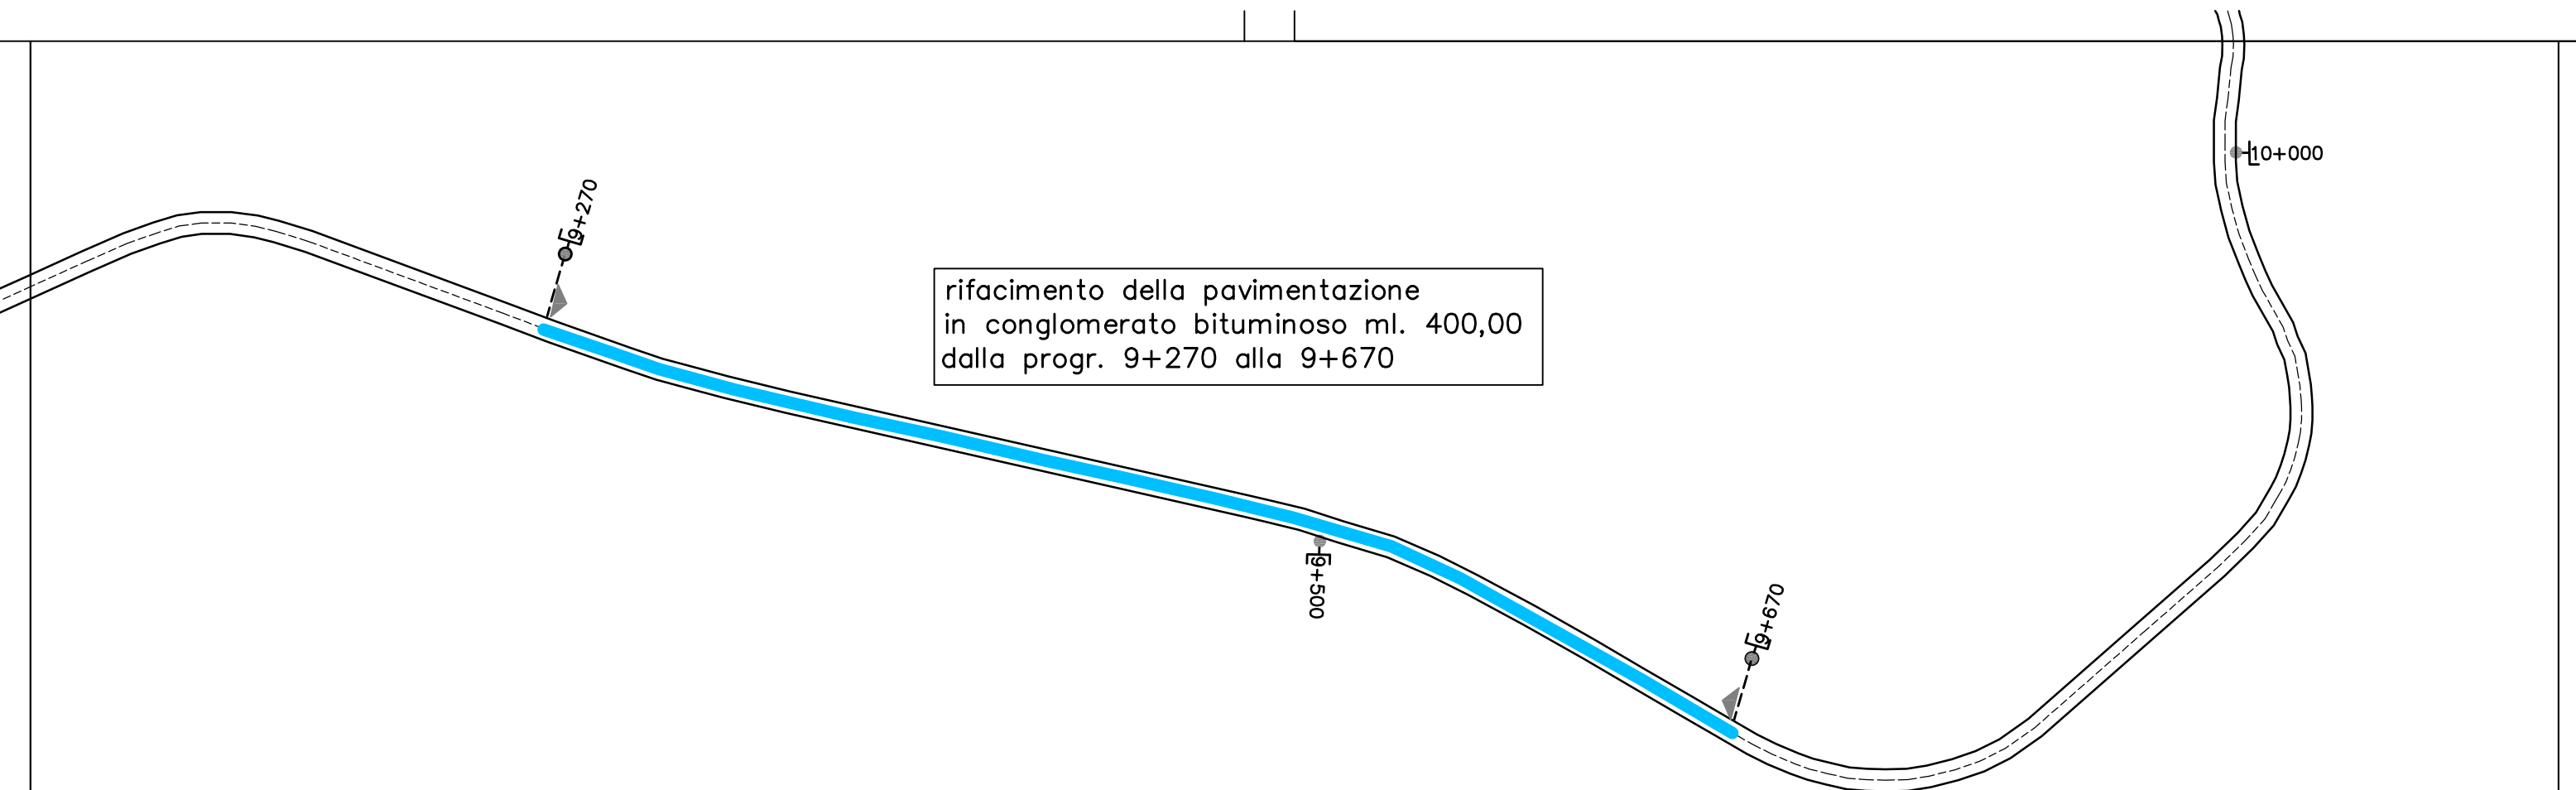 10+000
9+270
rifacimento della pavimentazione
in conglomerato bituminoso ml. 400,00
dalla progr. 9+270 alla 9+670
9+500
9+670